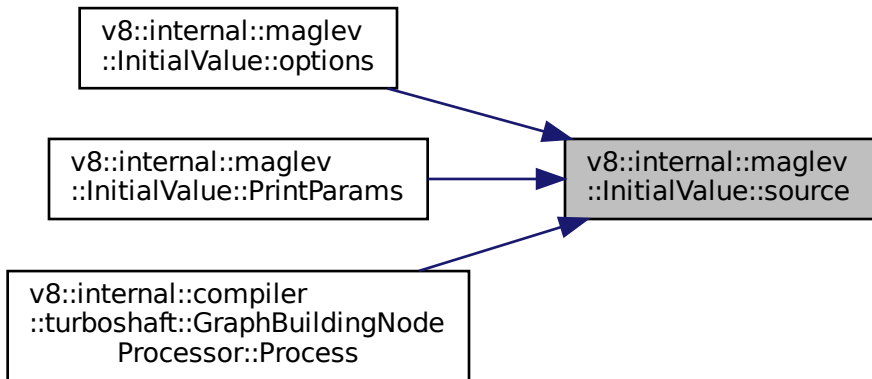 v8::internal::maglev
::InitialValue::options
v8::internal::maglev
::InitialValue::PrintParams
v8::internal::maglev
::InitialValue::source
v8::internal::compiler
::turboshaft::GraphBuildingNode
Processor::Process